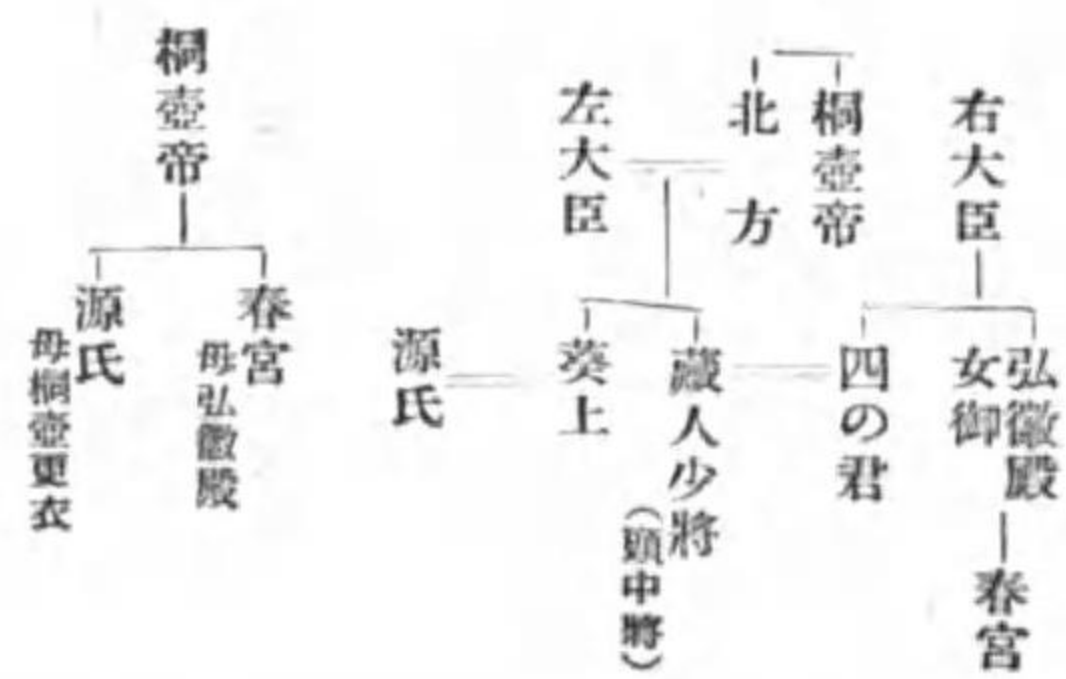 右大臣
弘徽殿
女御
春宮
四の君
桐壺帝
北方
左大臣
藏人少將
(頭中將)
葵上
源氏
桐壺帝
春宮
母弘徽殿
源氏
母桐壺更衣